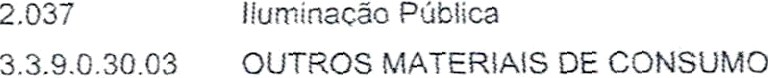 2.037 Iluminação Pública
3.3.9.0.30.03 OUTROS MATERIAIS DE CONSUMO